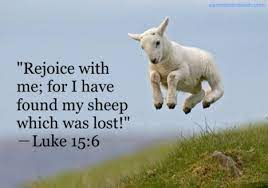 "Rejoice with
me; for I have
found my sheep
which was lost!"
—Luke 15:6